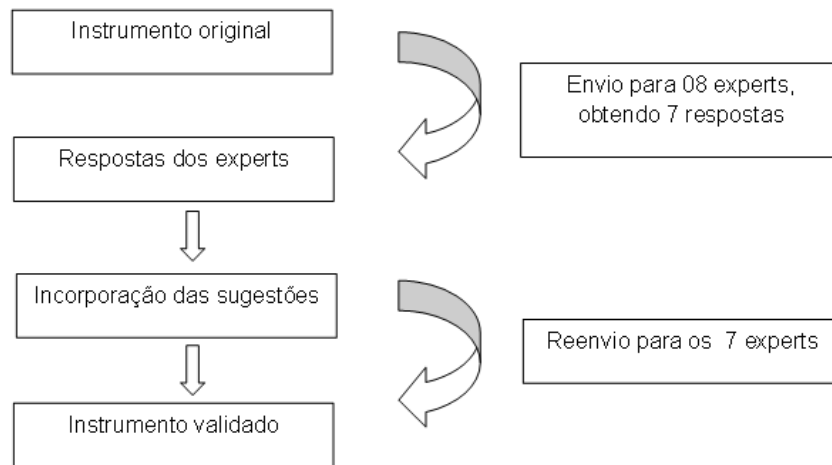 Instrumento original
Envio para 08 experts,
obtendo 7 respostas
Respostas dos experts
Incorporação das sugestões
Reenvio para os 7 experts
Instrumento validado